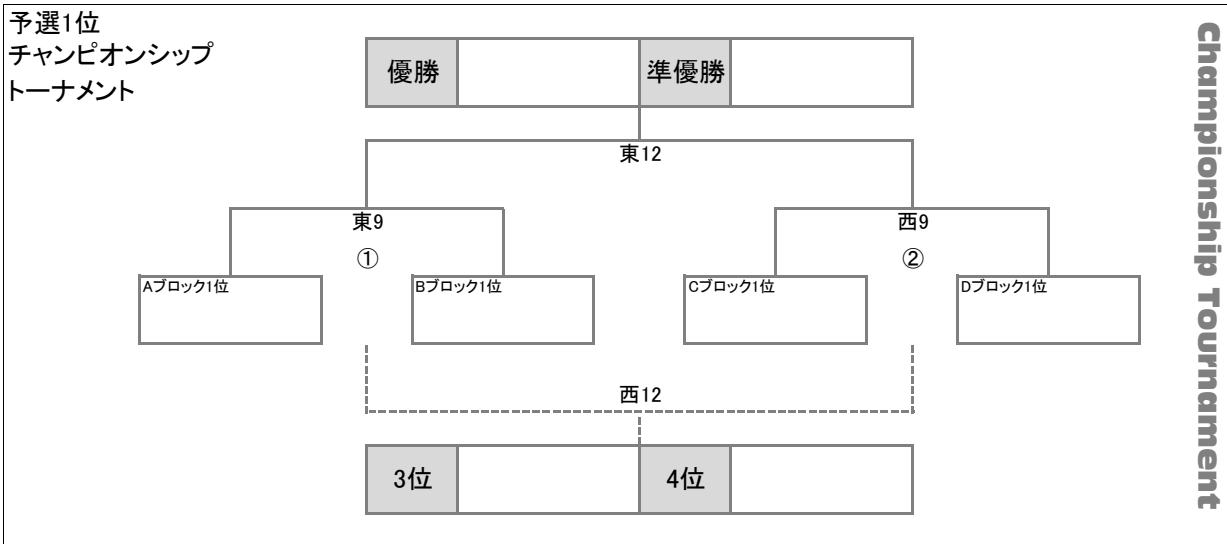 予選1位
チャンピオンシップ
トーナメント
優勝
準優勝
東12
東9
西9
①
②
Aブロック1位
Bブロック1位
Cブロック1位
Dブロック1位
西12
3位
4位
Championship Tournament